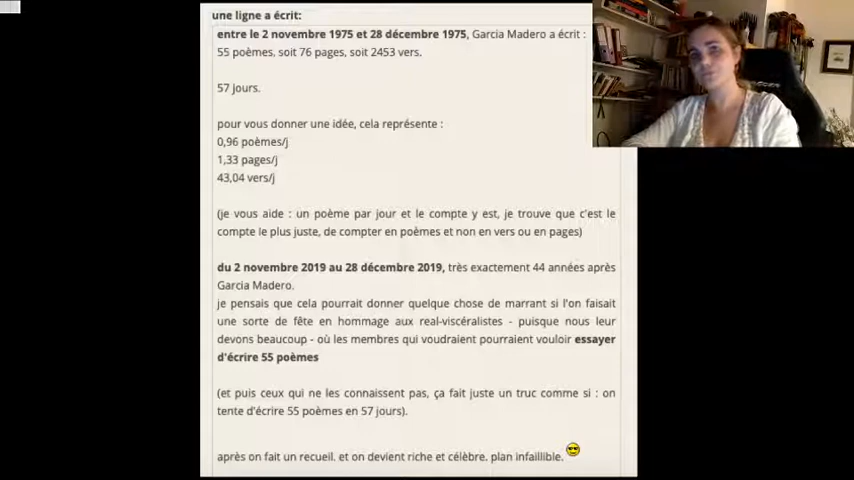 une ligne a écrit:
entre le 2 novembre 1975 et 28 décembre 1975, Garcia Madero a écrit :
55 poèmes, soit 76 pages, soit 2453 vers.
57 jours.
pour vous donner une idée, cela représente :
0,96 poèmes/j
1,33 pages/j
43,04 vers/j
(je vous aide : un poème par jour et le compte y est, je trouve que c'est le
compte le plus juste, de compter en poèmes et non en vers ou en pages)
du 2 novembre 2019 au 28 décembre 2019, très exactement 44 années après
Garcia Madero.
je pensais que cela pourrait donner quelque chose de marrant si l'on faisait
une sorte de fête en hommage aux real-viscéralistes - puisque nous leur
devons beaucoup - où les membres qui voudraient pourraient vouloir essayer
d'écrire 55 poèmes
(et puis ceux qui ne les connaissent pas, ça fait juste un truc comme si : on
tente d'écrire 55 poèmes en 57 jours).
après on fait un recueil. et on devient riche et célèbre. plan infaillible.